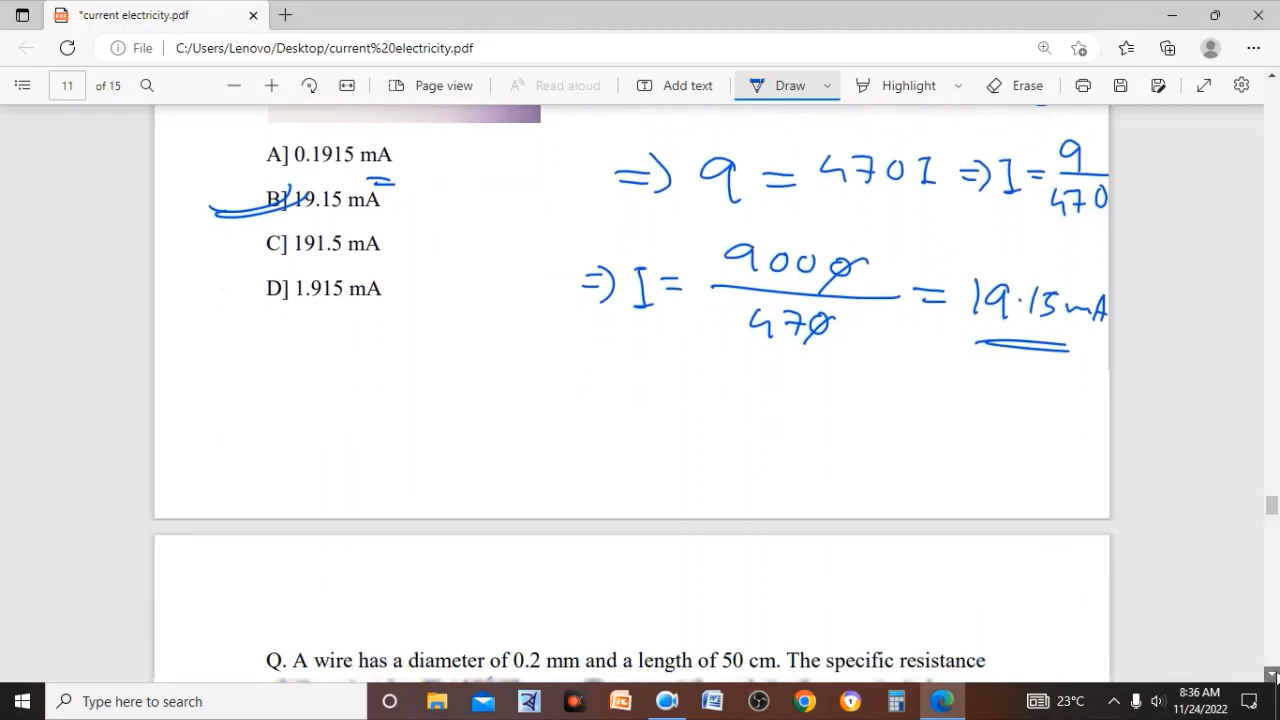 *current electricity.pdf
File | C:/Users/Lenovo/Desktop/current%20electricity.pdf
11 of 15 Page view Read aloud Add text Draw Highlight Erase
A] 0.1915 mA
B] 19.15 mA
C] 191.5 mA
D] 1.915 mA
=> 9 = 470I => I = 9/470
=> I = 9000/470 = 19.15mA
Q. A wire has a diameter of 0.2 mm and a length of 50 cm. The specific resistance
Type here to search
23°C
8:36 AM
11/24/2022